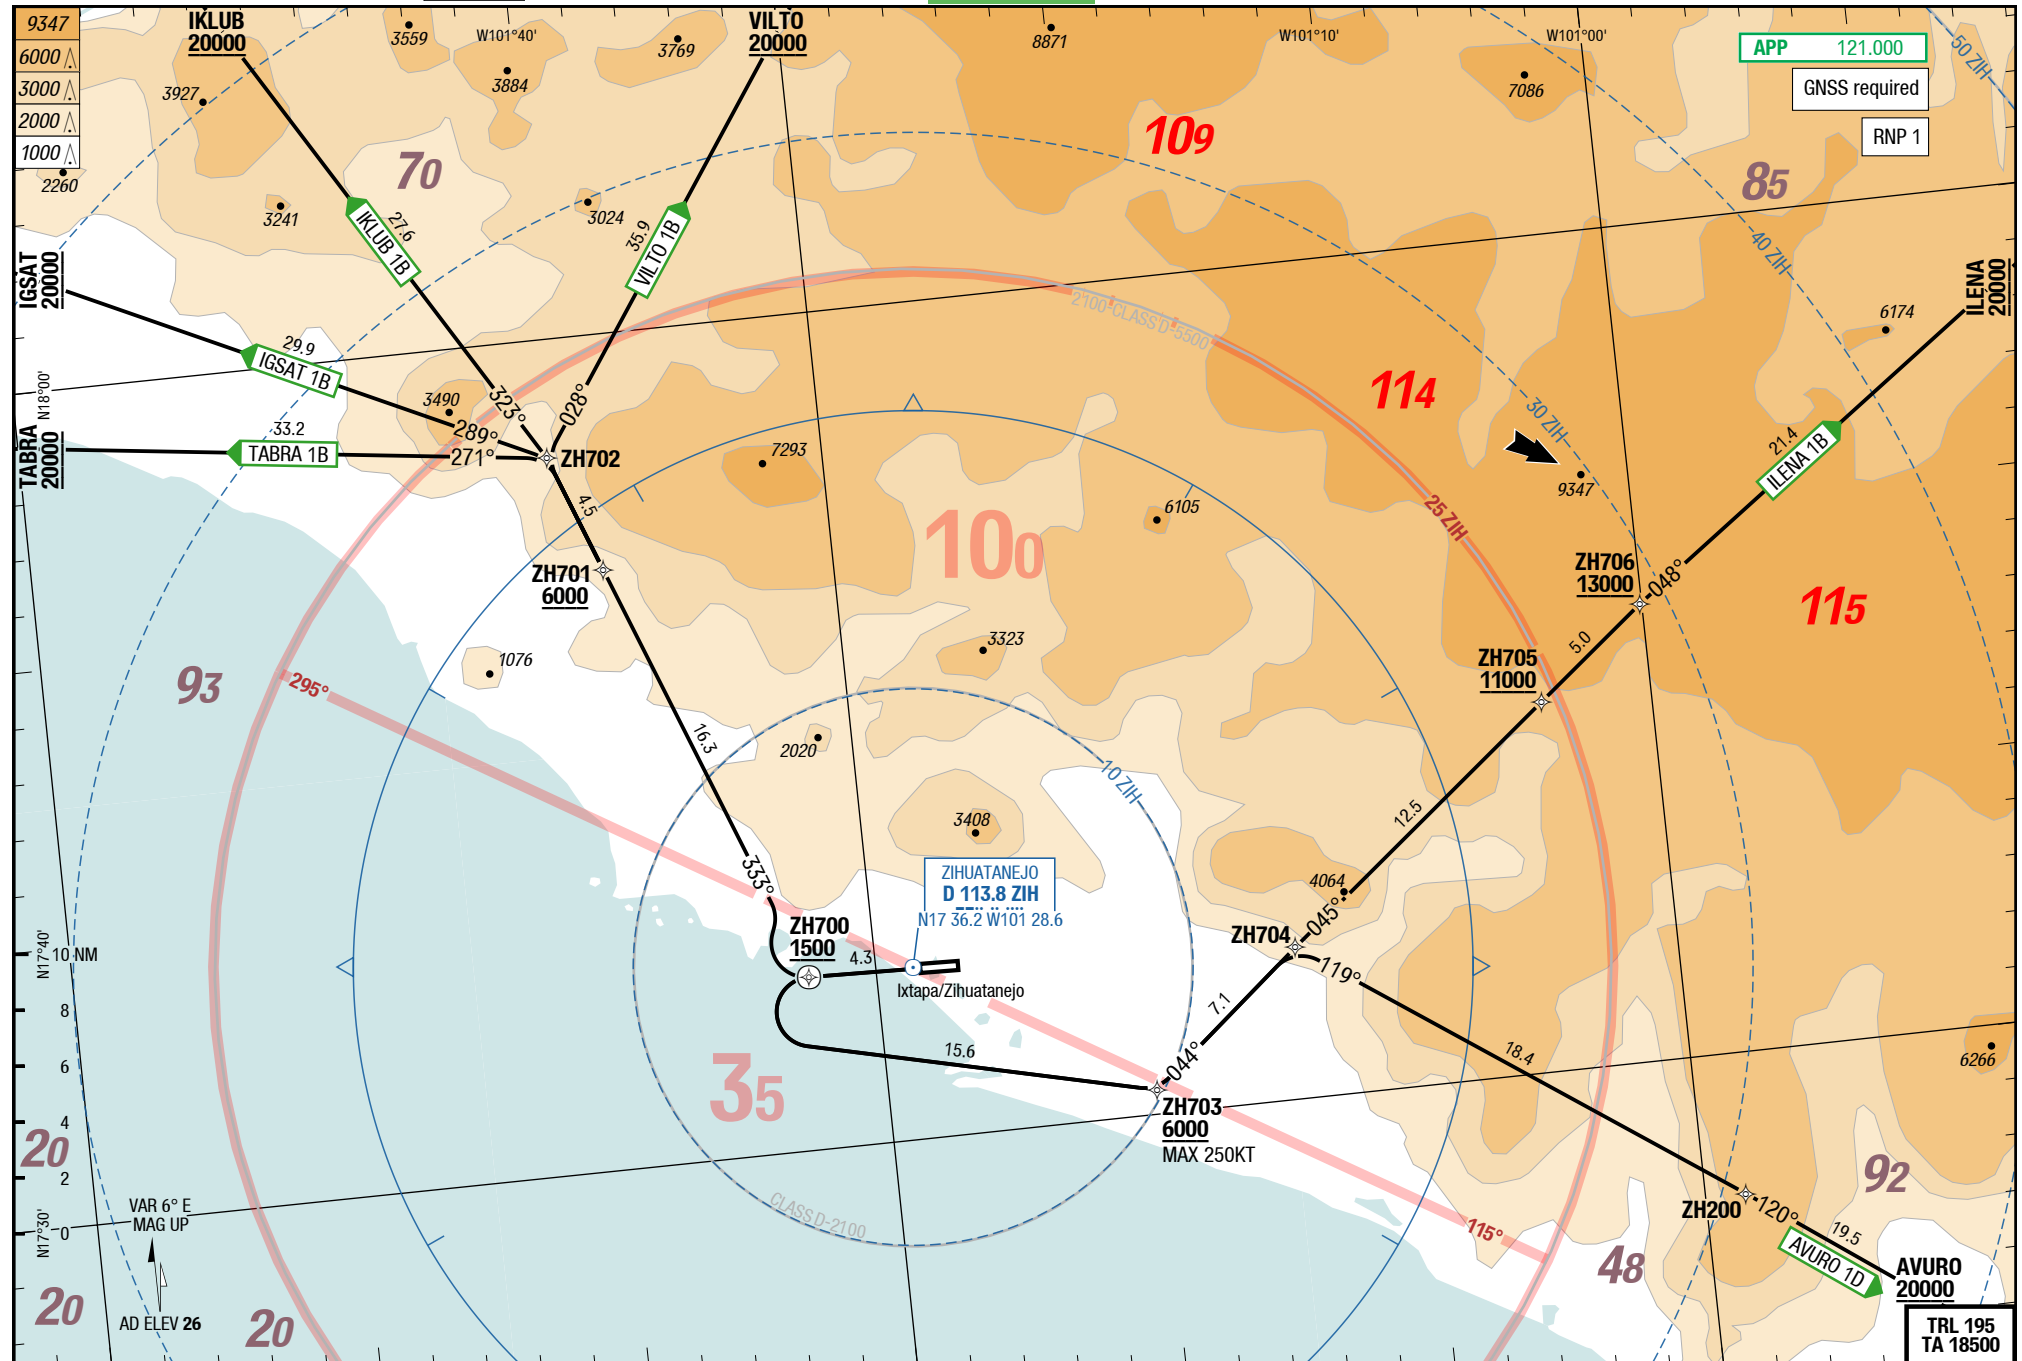 9347
6000
3000
2000
1000
IKLUB
20000
3559
W101°40'
3769
VILTO
20000
8871
W101°10'
W101°00'
50 ZIH
APP 121.000
GNSS required
RNP 1
3927
3884
7086
109
70
85
2260
3241
3024
27.6
IKLUB 1B
35.9
VILTO 1B
40 ZIH
IGSAT
20000
ILENA
20000
2100-CLASS D-5500
6174
29.9
IGSAT 1B
N18°00'
323°
028°
114
3490
289°
33.2
TABRA 1B
271°
TABRA
20000
ZH702
7293
30 ZIH
9347
21.4
ILENA 1B
4.5
6105
25 ZIH
100
ZH701
6000
ZH706
13000
048°
115
1076
3323
5.0
ZH705
11000
93
295°
16.3
2020
10 ZIH
12.5
3408
333°
ZIHUATANEJO
D 113.8 ZIH
N17 36.2 W101 28.6
4064
045°
ZH700
1500
4.3
ZH704
119°
N17°40'
10 NM
8
6
4
2
0
Ixtapa/Zihuatanejo
7.1
15.6
044°
18.4
6266
35
ZH703
6000
MAX 250KT
20
92
CLASS D-2100
VAR 6° E
MAG UP
N17°30'
ZH200
120°
19.5
AVURO 1D
115°
48
AVURO
20000
20
AD ELEV 26
20
TRL 195
TA 18500